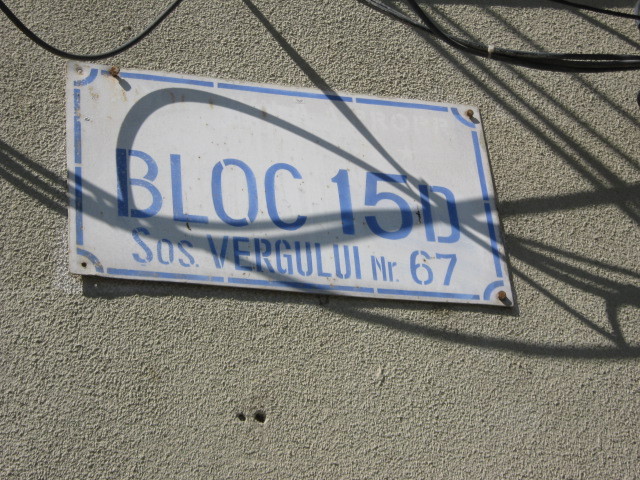 BLOC 15D
Sos. VERGULUI Nr. 67